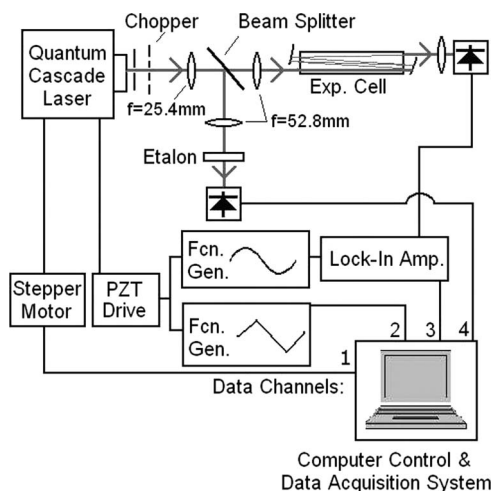 Chopper
Beam Splitter
Quantum
Cascade
Laser
f=25.4mm
Exp. Cell
f=52.8mm
Etalon
Fcn.
Gen.
Lock-In Amp.
Stepper
Motor
PZT
Drive
Fcn.
Gen.
2 3 4
1
Data Channels:
Computer Control &
Data Acquisition System